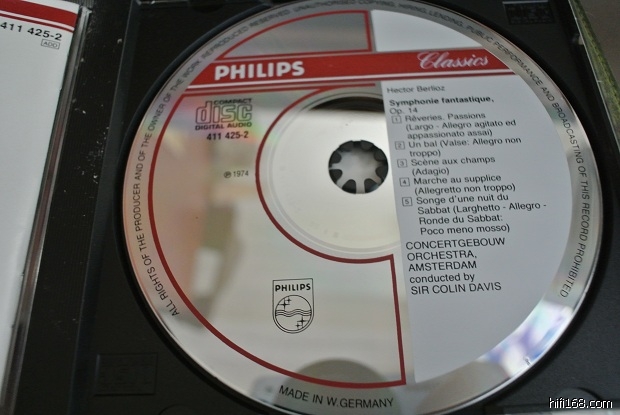 411 425-2
ADD
ALL RIGHTS OF THE PRODUCER AND OF THE OWNER OF THE WORK REPRODUCED RESERVED. UNAUTHORISED COPYING, HIRING, LENDING, PUBLIC PERFORMANCE AND BROADCASTING OF THIS RECORD PROHIBITED
PHILIPS
Classics
COMPACT
disc
DIGITAL AUDIO
411 425-2
℗ 1974
Hector Berlioz
Symphonie fantastique,
Op. 14
1 Rêveries. Passions
(Largo - Allegro agitato ed
appassionato assai)
2 Un bal (Valse: Allegro non
troppo)
3 Scène aux champs
(Adagio)
4 Marche au supplice
(Allegretto non troppo)
5 Songe d'une nuit du
Sabbat (Larghetto - Allegro -
Ronde du Sabbat:
Poco meno mosso)
CONCERTGEBOUW
ORCHESTRA,
AMSTERDAM
conducted by
SIR COLIN DAVIS
PHILIPS
MADE IN W.GERMANY
hifi168.com